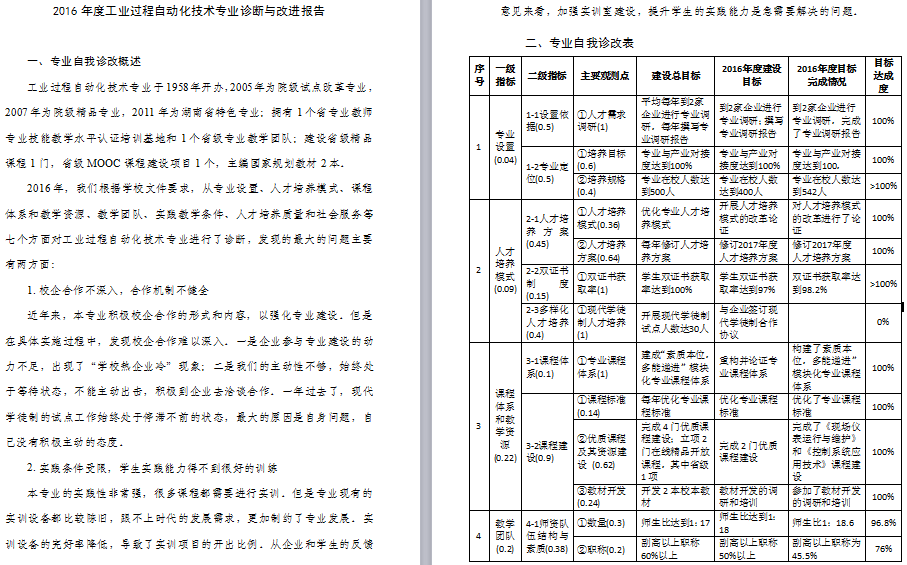 2016 年度工业过程自动化技术专业诊断与改进报告
一、专业自我诊改概述
工业过程自动化技术专业于 1958年开办,2005年为院级试点改革专业,
2007 年为院级精品专业, 2011 年为湖南省特色专业; 拥有 1 个省专业教师
专业技能教学水平认证培训基地和 1 个省级专业教学团队; 建设省级精品
课程 1 门, 省级 MOOC 课程建设项目 1 个, 主编国家规划教材 2 本.
2016 年, 我们根据学校文件要求, 从专业设置、人才培养模式、课程
体系和教学资源、教学团队、实践教学条件、人才培养质量和社会服务等
七个方面对工业过程自动化技术专业进行了诊断, 发现的最大的问题主要
有两方面:
1. 校企合作不深入, 合作机制不健全
近年来, 本专业积极校企合作的形式和内容, 以强化专业建设. 但是
在具体实施过程中, 发现校企合作难以深入. 一是企业参与专业建设的动
力不足, 出现了“学校热企业冷”现象; 二是我们的主动性不够, 始终处
于等待状态, 不能主动出击, 积极到企业去洽谈合作. 一年过去了, 现代
学徒制的试点工作始终处于停滞不前的状态, 最大的原因是自身问题, 自
己没有积极主动的态度.
2. 实践条件受限, 学生实践能力得不到很好的训练
本专业的实践性非常强, 很多课程都需要进行实训. 但是专业现有的
实训设备都比较陈旧, 跟不上时代的发展需求, 更加制约了专业发展. 实
训设备的完好率降低, 导致了实训项目的开出比例. 从企业和学生的反馈
意见来看, 加强实训室建设, 提升学生的实践能力是急需要解决的问题.
二、专业自我诊改表
序号 一级指标 二级指标 主要观测点 建设总目标 2016年度建设目标 2016年度目标完成情况 目标达成度
1 专业设置(0.04) 1-1设置依据(0.5) ①人才需求调研(1) 平均每年到2家企业进行专业调研, 每年撰写专业调研报告 到2家企业进行专业调研; 撰写专业调研报告 到2家企业进行专业调研, 完成了专业调研报告 100%
1-2专业定位(0.5) ①培养目标(0.6) 专业与产业对接度达到100% 专业与产业对接度达到100% 专业与产业对接度达到100. 100%
②培养规格(0.4) 专业在校人数达到500人 专业在校人数达到400人 专业在校人数达到542人 >100%
2 人才培养模式(0.09) 2-1人才培养方案(0.45) ①人才培养模式(0.36) 优化专业人才培养模式 开展人才培养模式的改革论证 对人才培养模式的改革进行了论证 100%
②人才培养方案(0.64) 每年修订人才培养方案 修订2017年度人才培养方案 修订2017年度人才培养方案 100%
2-2双证书制度(0.15) ①双证书获取率(1) 学生双证书获取率达到100% 学生双证书获取率达到97% 双证书获取率达到98.2% >100%
2-3多样化人才培养(0.4) ①现代学徒制人才培养(1) 开展现代学徒制试点人数达30人 与企业签订现代学徒制合作协议 0%
3 课程体系和教学资源(0.22) 3-1课程体系(0.1) ①专业课程体系(1) 建成“素质本位, 多能递进”模块化专业课程体系 重构并论证专业课程体系 构建了素质本位, 多能递进”模块化专业课程体系 100%
3-2课程建设(0.9) ①课程标准(0.14) 每年优化专业课程标准 优化专业课程标准 优化了专业课程标准 100%
②优质课程及其资源建设 (0.62) 完成 4 门优质课程建设; 立项 2 门在线精品开放课程, 其中省级 1 项 完成 2 门优质课程建设 完成了《现场仪表运行与维护》和《控制系统应用技术》课程建设 100%
③教材开发(0.24) 开发 2 本校本教材 教材开发的调研和培训 参加了教材开发的调研和培训 100%
4 教学团队(0.2) 4-1师资队伍结构与素质(0.38) ①数量(0.3) 师生比达到1: 17 师生比达到1: 18 师生比1: 18.6 96.8%
②职称(0.2) 副高以上职称60%以上 副高以上职称50%以上 副高以上职称为45.5% 76%